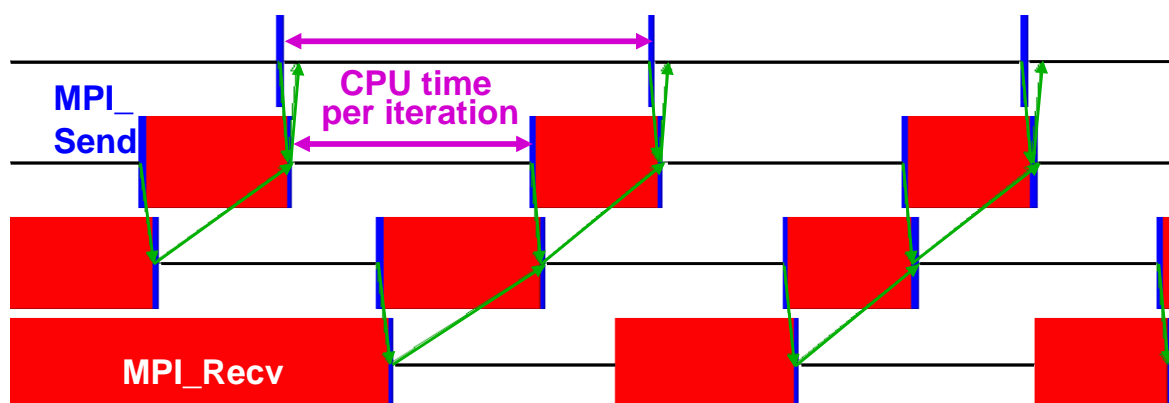 CPU time
per iteration
MPI_
Send
MPI_Recv